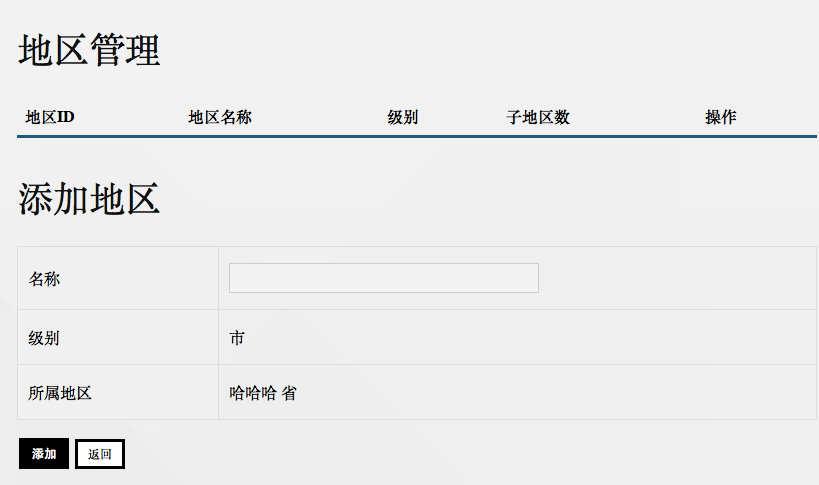 地区管理
地区ID 地区名称 级别 子地区数 操作
添加地区
名称
级别 市
所属地区 哈哈哈 省
添加 返回